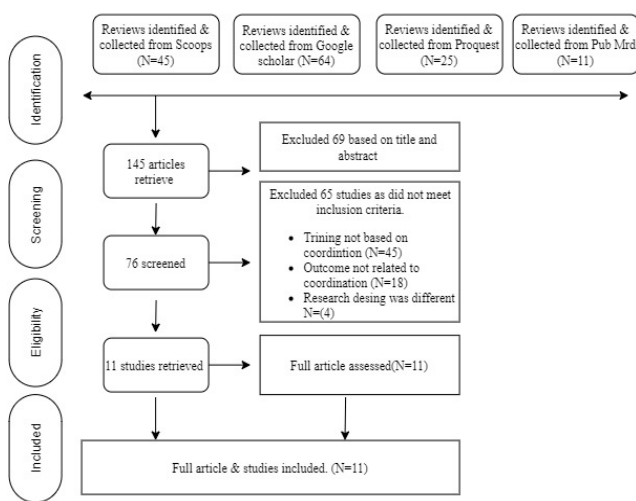 Reviews identified &
collected from Scoops
(N=45)
Reviews identified &
collected from Google
scholar (N=64)
Reviews identified &
collected from Proquest
(N=25)
Reviews identified &
collected from Pub Mrd
(N=11)
Identification
145 articles
retrieve
Excluded 69 based on title and
abstract
Screening
76 screened
Excluded 65 studies as did not meet
inclusion criteria.
• Trining not based on
coordintion (N=45)
• Outcome not related to
coordination (N=18)
• Research desing was different
N=(4)
Eligibility
11 studies retrieved
Full article assessed(N=11)
Included
Full article & studies included. (N=11)